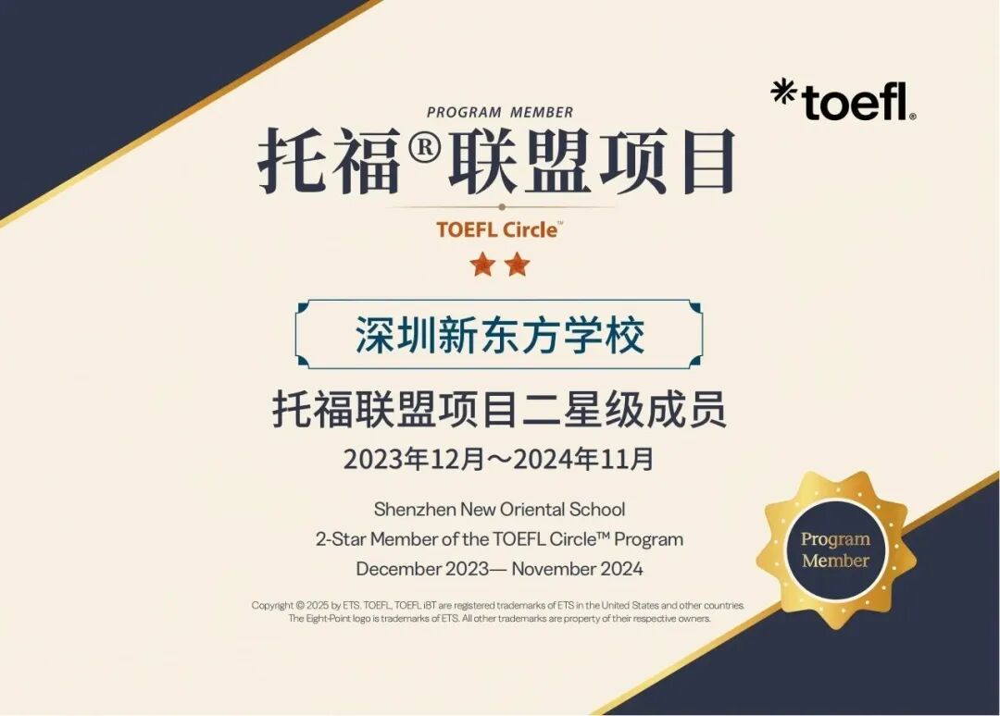 *toefl®
PROGRAM MEMBER
托福®联盟项目
TOEFL Circle™
深圳新东方学校
托福联盟项目二星级成员
2023年12月～2024年11月
Shenzhen New Oriental School
2-Star Member of the TOEFL Circle™ Program
December 2023— November 2024
Program
Member
Copyright © 2025 by ETS. TOEFL, TOEFL iBT are registered trademarks of ETS in the United States and other countries.
The Eight-Point logo is trademarks of ETS. All other trademarks are property of their respective owners.